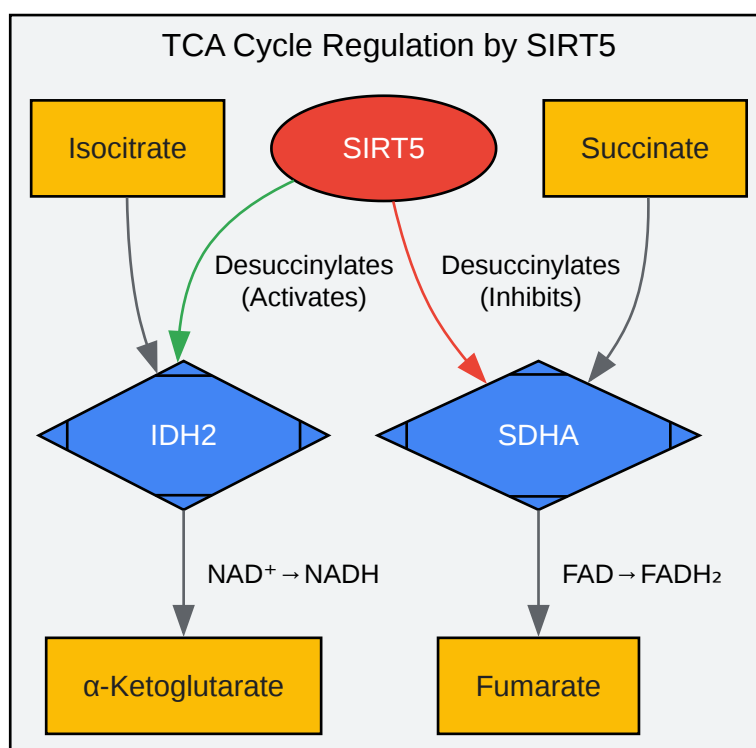 TCA Cycle Regulation by SIRT5
Isocitrate
SIRT5
Succinate
Desuccinylates
(Activates)
Desuccinylates
(Inhibits)
IDH2
SDHA
NAD⁺→NADH
FAD→FADH₂
α-Ketoglutarate
Fumarate